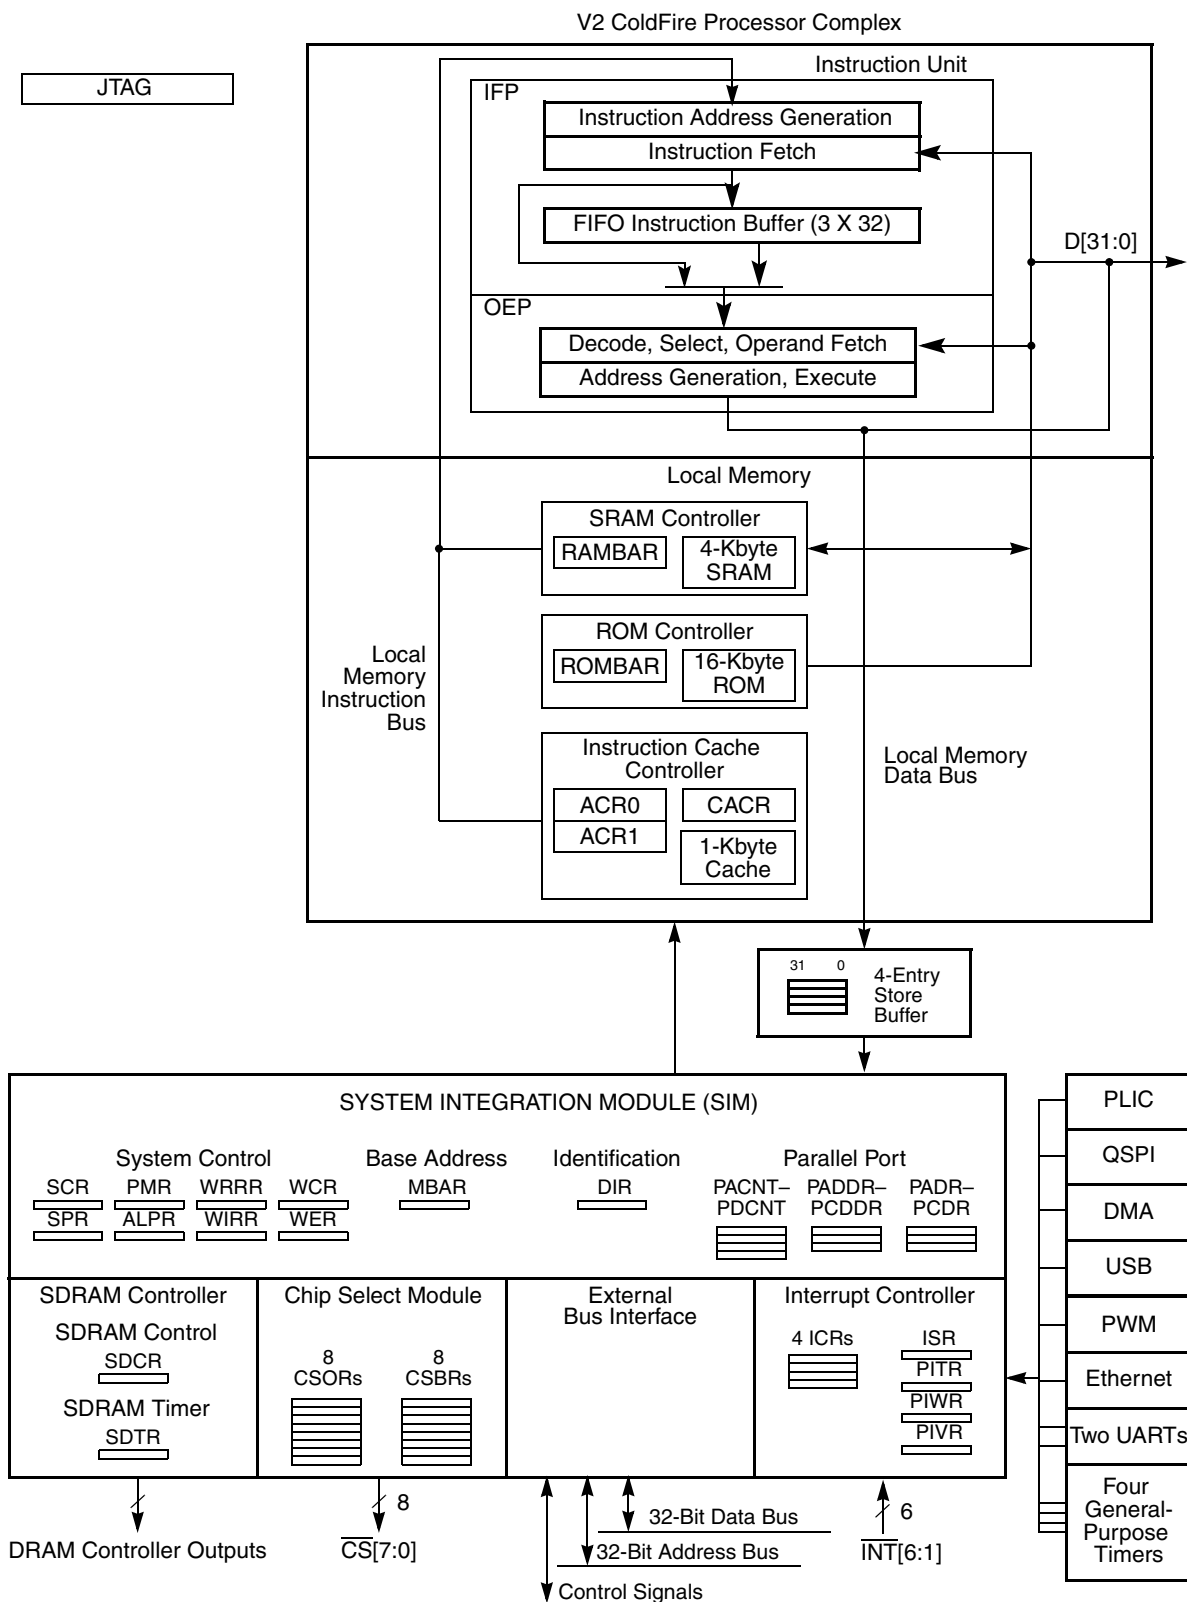 V2 ColdFire Processor Complex
JTAG
Instruction Unit
IFP
Instruction Address Generation
Instruction Fetch
FIFO Instruction Buffer (3 X 32)
D[31:0]
OEP
Decode, Select, Operand Fetch
Address Generation, Execute
Local Memory
SRAM Controller
RAMBAR
4-Kbyte
SRAM
ROM Controller
ROMBAR
16-Kbyte
ROM
Local
Memory
Instruction
Bus
Instruction Cache
Controller
ACR0
ACR1
CACR
1-Kbyte
Cache
Local Memory
Data Bus
31 0
4-Entry
Store
Buffer
SYSTEM INTEGRATION MODULE (SIM)
System Control
SCR PMR WRRR WCR
SPR ALPR WIRR WER
Base Address
MBAR
Identification
DIR
Parallel Port
PACNT–
PDCNT
PADDR–
PCDDR
PADR–
PCDR
SDRAM Controller
SDRAM Control
SDCR
SDRAM Timer
SDTR
Chip Select Module
8
CSORs
8
CSBRs
External
Bus Interface
Interrupt Controller
4 ICRs
ISR
PITR
PIWR
PIVR
PLIC
QSPI
DMA
USB
PWM
Ethernet
Two UARTs
Four
General-
Purpose
Timers
DRAM Controller Outputs
8
CS[7:0]
32-Bit Data Bus
32-Bit Address Bus
Control Signals
6
INT[6:1]